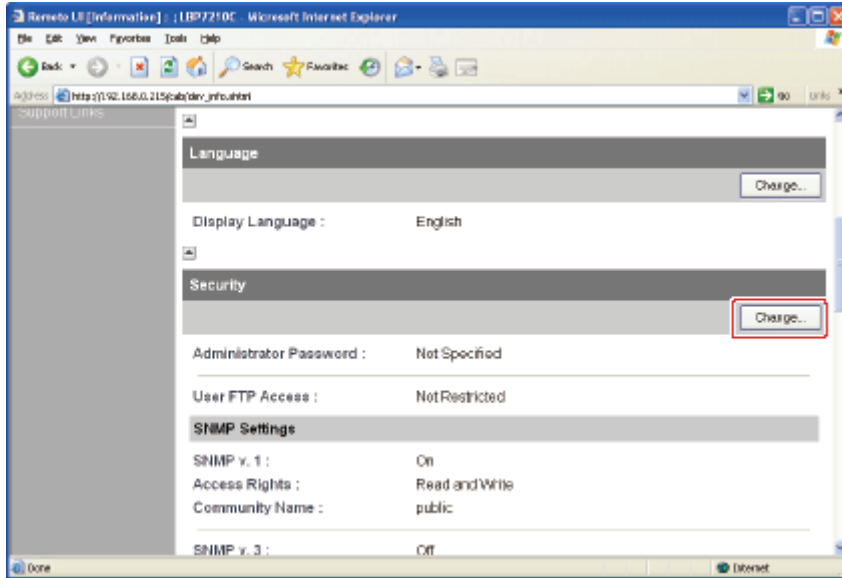 Remote UI [Information] : ; LBP7210C - Microsoft Internet Explorer
File Edit View Favorites Tools Help
Back Search Favorites
Address http://192.168.0.215/cab/dev_info.shtml Go Links
Support Links
Language
Change...
Display Language : English
Security
Change...
Administrator Password : Not Specified
User FTP Access : Not Restricted
SNMP Settings
SNMP v. 1 : On
Access Rights : Read and Write
Community Name : public
SNMP v. 3 : Off
Done Internet